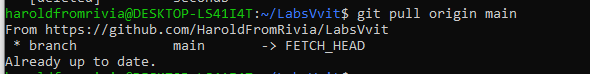 haroldfromrivia@DESKTOP-LS41I4T:~/LabsVvit$ git pull origin main
From https://github.com/HaroldFromRivia/LabsVvit
 * branch            main       -> FETCH_HEAD
Already up to date.